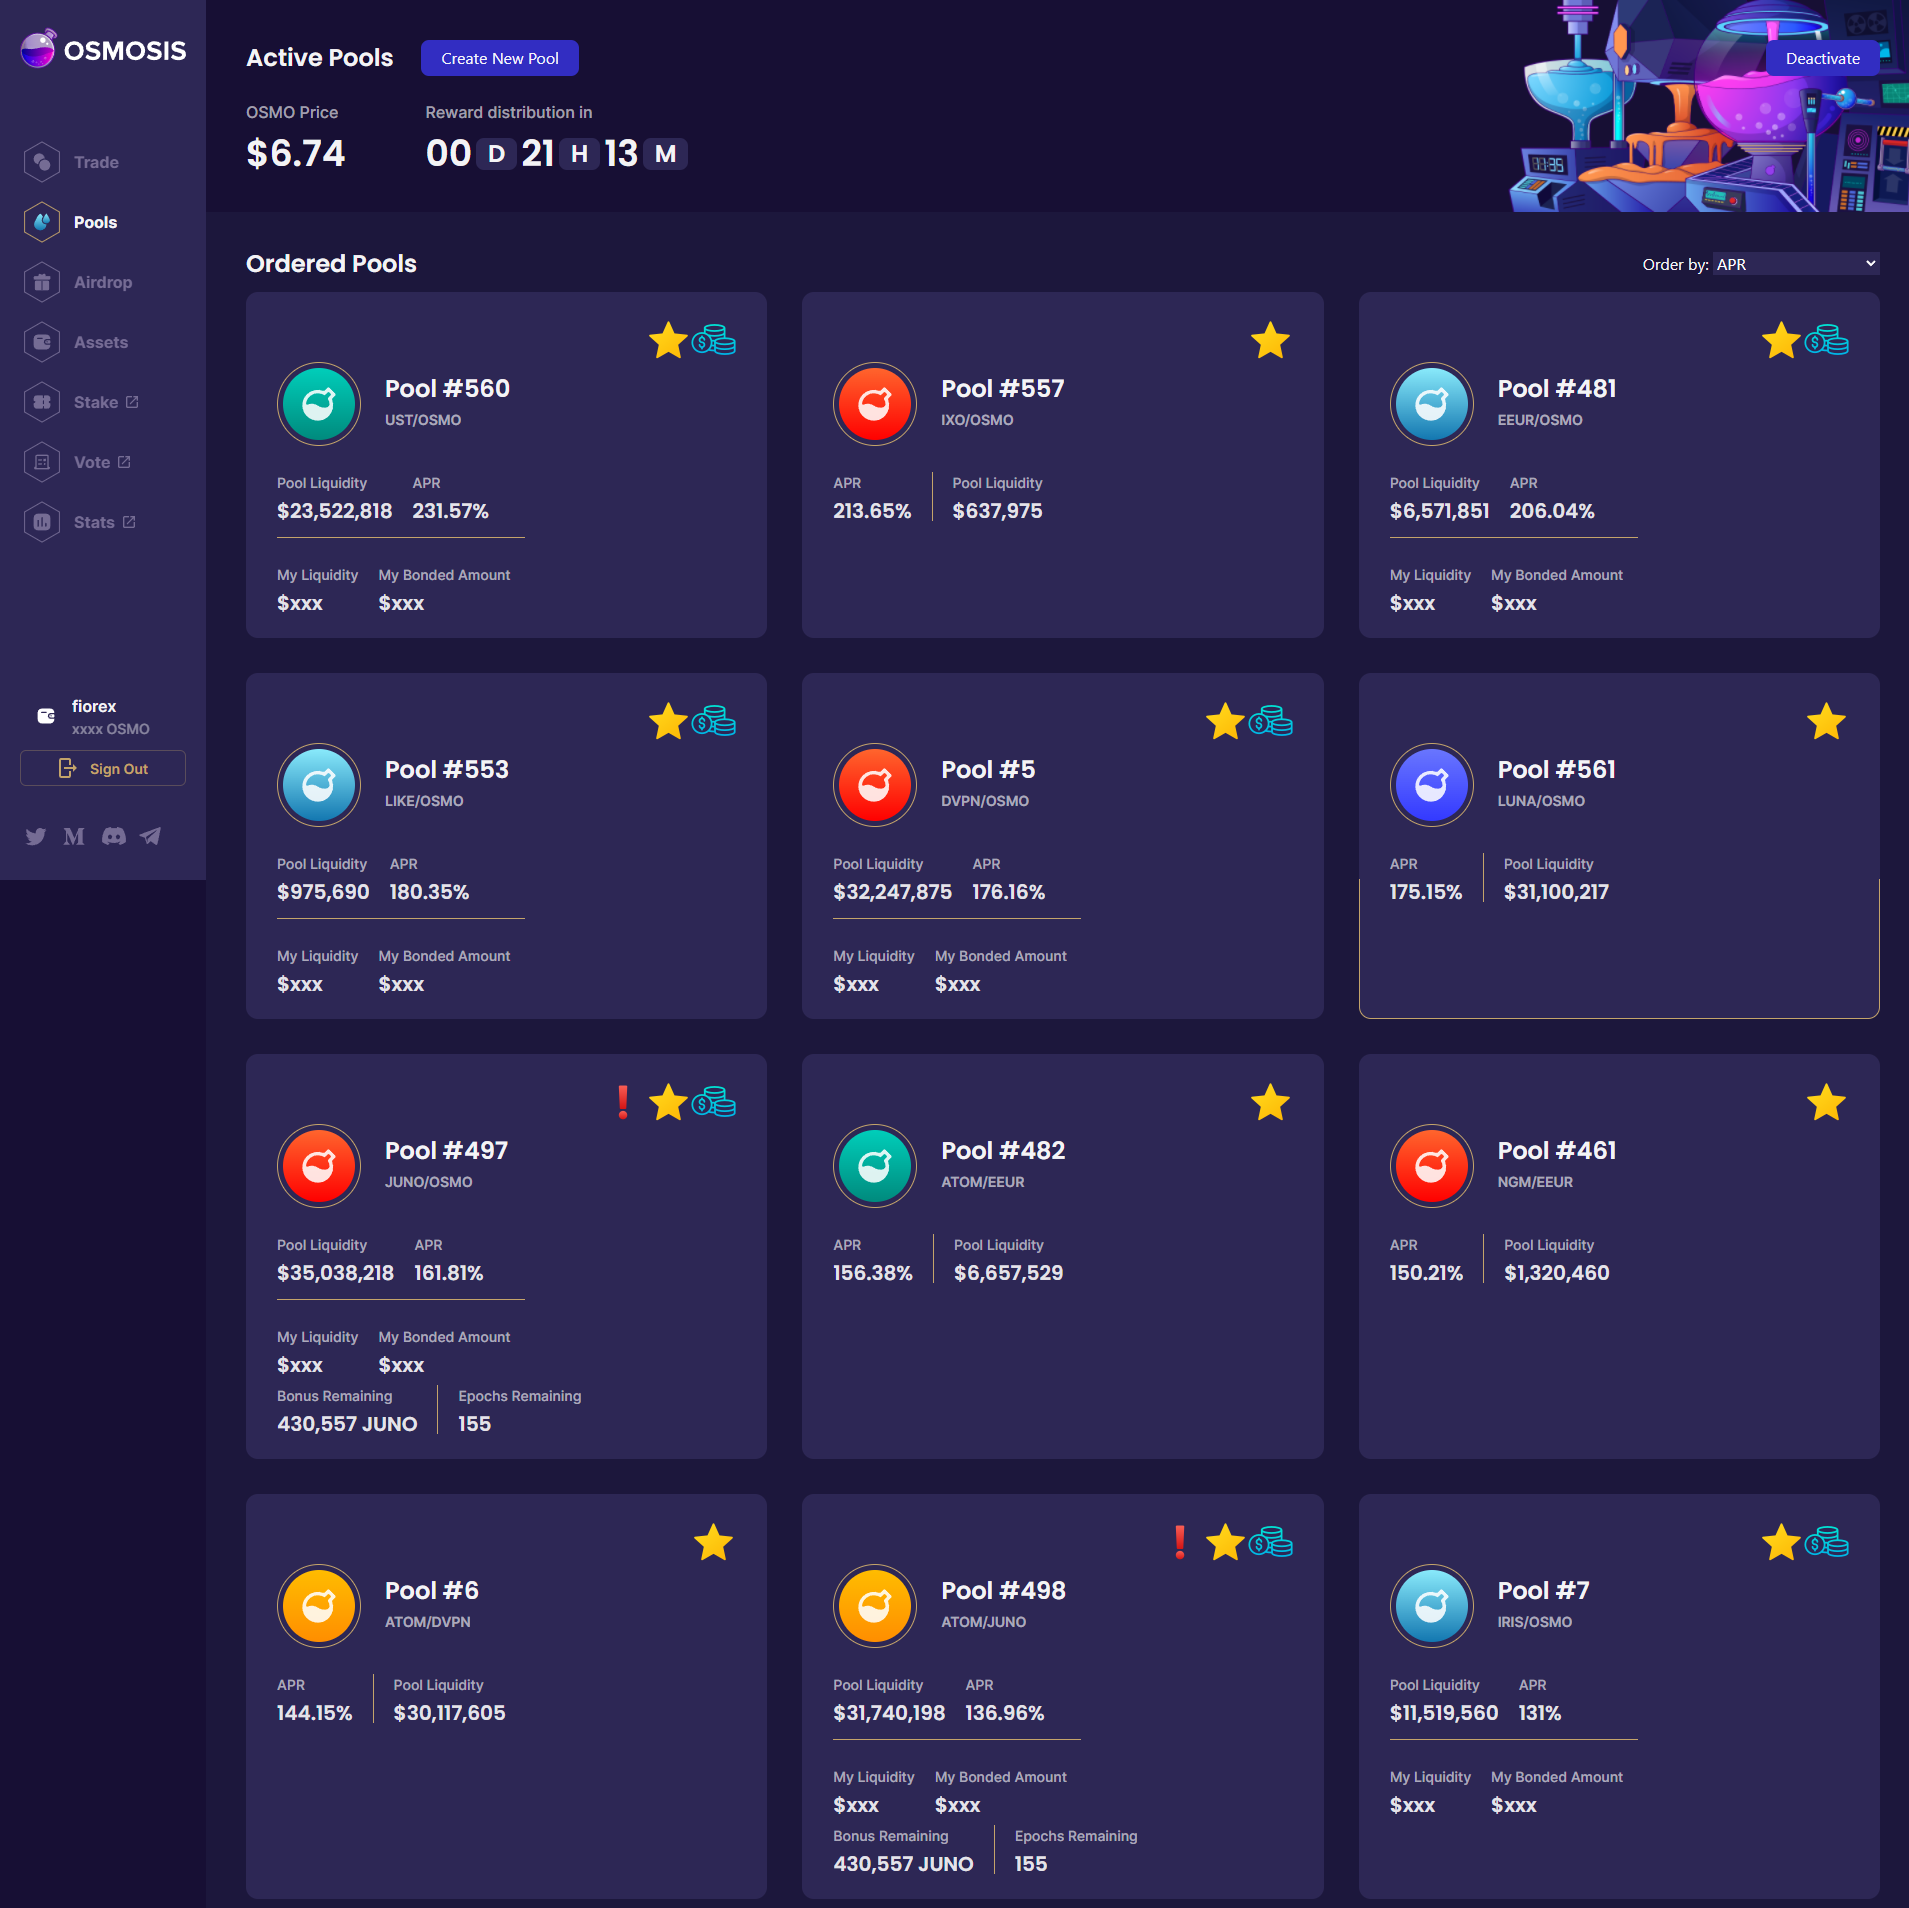 OSMOSIS
Trade
Pools
Airdrop
Assets
Stake
Vote
Stats
fiorex
xxxx OSMO
Sign Out
Active Pools
Create New Pool
Deactivate
OSMO Price
$6.74
Reward distribution in
00 D 21 H 13 M
11:35
Ordered Pools
Order by: APR
Pool #560
UST/OSMO
Pool Liquidity APR
$23,522,818 231.57%
My Liquidity My Bonded Amount
$xxx $xxx
Pool #557
IXO/OSMO
APR Pool Liquidity
213.65% $637,975
Pool #481
EEUR/OSMO
Pool Liquidity APR
$6,571,851 206.04%
My Liquidity My Bonded Amount
$xxx $xxx
Pool #553
LIKE/OSMO
Pool Liquidity APR
$975,690 180.35%
My Liquidity My Bonded Amount
$xxx $xxx
Pool #5
DVPN/OSMO
Pool Liquidity APR
$32,247,875 176.16%
My Liquidity My Bonded Amount
$xxx $xxx
Pool #561
LUNA/OSMO
APR Pool Liquidity
175.15% $31,100,217
Pool #497
JUNO/OSMO
Pool Liquidity APR
$35,038,218 161.81%
My Liquidity My Bonded Amount
$xxx $xxx
Bonus Remaining Epochs Remaining
430,557 JUNO 155
Pool #482
ATOM/EEUR
APR Pool Liquidity
156.38% $6,657,529
Pool #461
NGM/EEUR
APR Pool Liquidity
150.21% $1,320,460
Pool #6
ATOM/DVPN
APR Pool Liquidity
144.15% $30,117,605
Pool #498
ATOM/JUNO
Pool Liquidity APR
$31,740,198 136.96%
My Liquidity My Bonded Amount
$xxx $xxx
Bonus Remaining Epochs Remaining
430,557 JUNO 155
Pool #7
IRIS/OSMO
Pool Liquidity APR
$11,519,560 131%
My Liquidity My Bonded Amount
$xxx $xxx